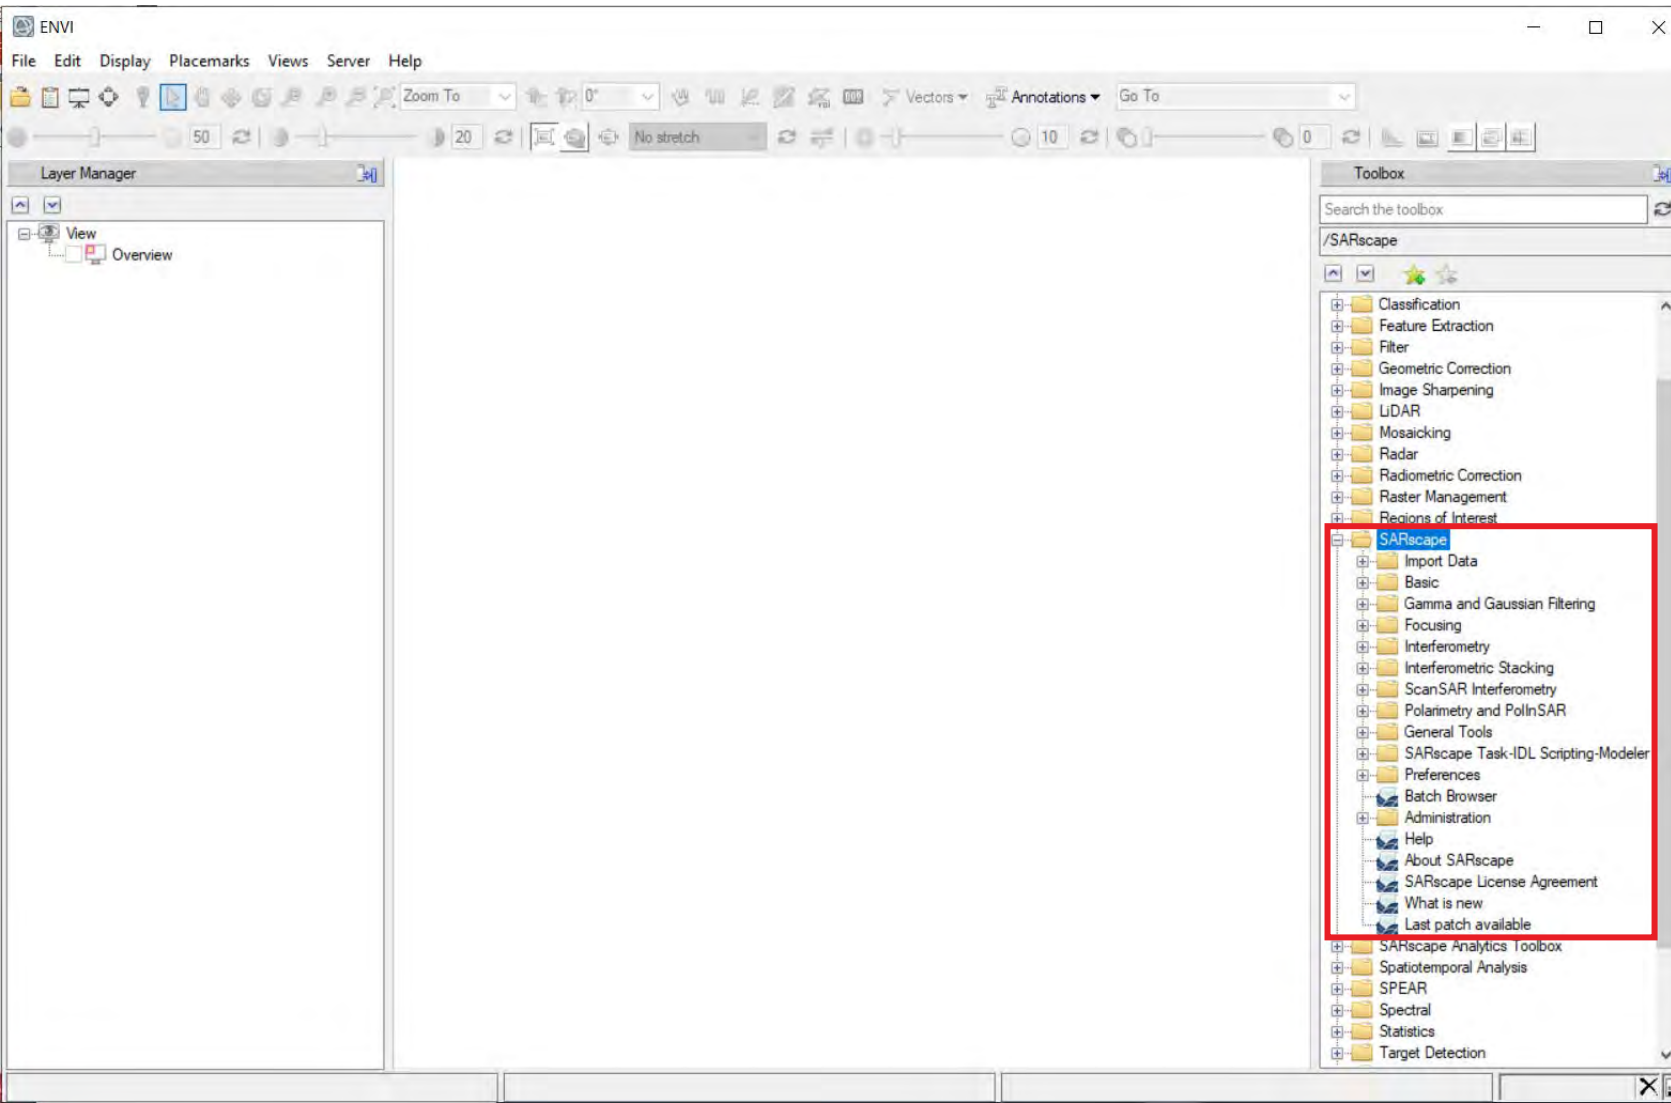 ENVI
File Edit Display Placemarks Views Server Help
Zoom To 0° Vectors Annotations Go To
50 20 No stretch 10 0
Layer Manager
View
Overview
Toolbox
Search the toolbox
/SARscape
Classification
Feature Extraction
Filter
Geometric Correction
Image Sharpening
LiDAR
Mosaicking
Radar
Radiometric Correction
Raster Management
Regions of Interest
SARscape
Import Data
Basic
Gamma and Gaussian Filtering
Focusing
Interferometry
Interferometric Stacking
ScanSAR Interferometry
Polarimetry and PolInSAR
General Tools
SARscape Task-IDL Scripting-Modeler
Preferences
Batch Browser
Administration
Help
About SARscape
SARscape License Agreement
What is new
Last patch available
SARscape Analytics Toolbox
Spatiotemporal Analysis
SPEAR
Spectral
Statistics
Target Detection